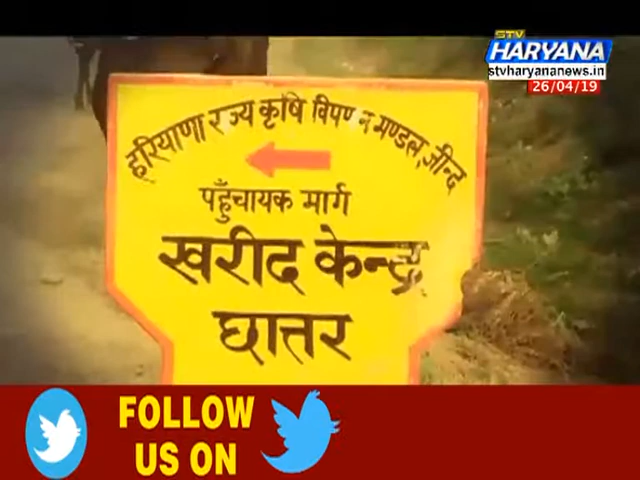 STV
HARYANA
stvharyananews.in
26/04/19
हरियाणा राज्य कृषि विपणन मण्डल, जीन्द
पहुँचायक मार्ग
खरीद केन्द्र
घात्तर
FOLLOW
US ON